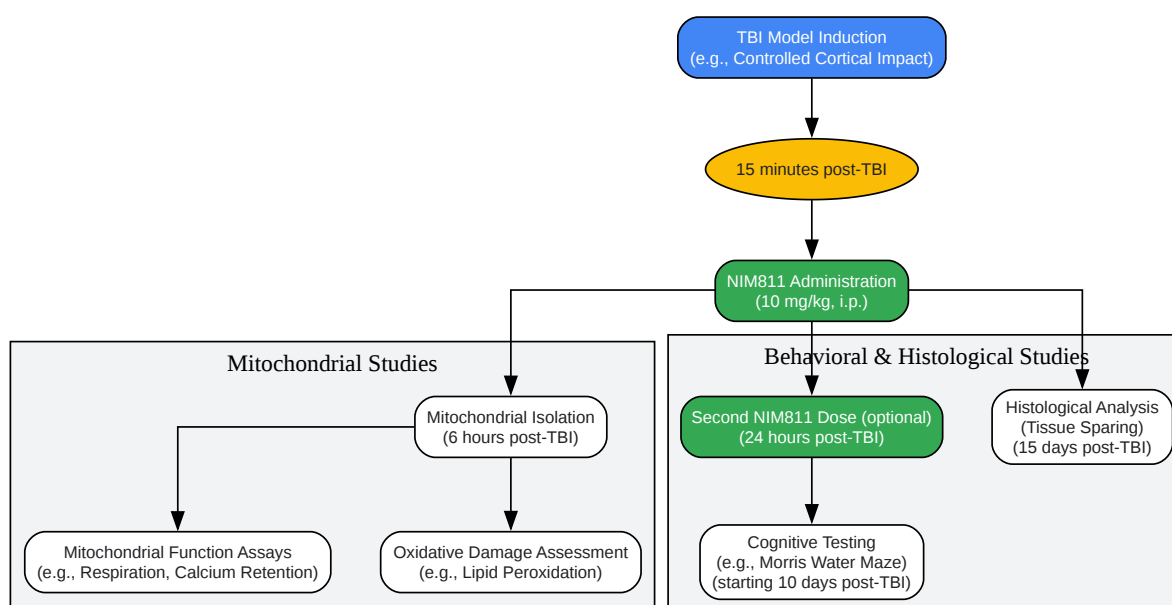 TBI Model Induction
(e.g., Controlled Cortical Impact)
15 minutes post-TBI
NIM811 Administration
(10 mg/kg, i.p.)
Mitochondrial Studies
Mitochondrial Isolation
(6 hours post-TBI)
Mitochondrial Function Assays
(e.g., Respiration, Calcium Retention)
Oxidative Damage Assessment
(e.g., Lipid Peroxidation)
Behavioral & Histological Studies
Second NIM811 Dose (optional)
(24 hours post-TBI)
Histological Analysis
(Tissue Sparing)
(15 days post-TBI)
Cognitive Testing
(e.g., Morris Water Maze)
(starting 10 days post-TBI)